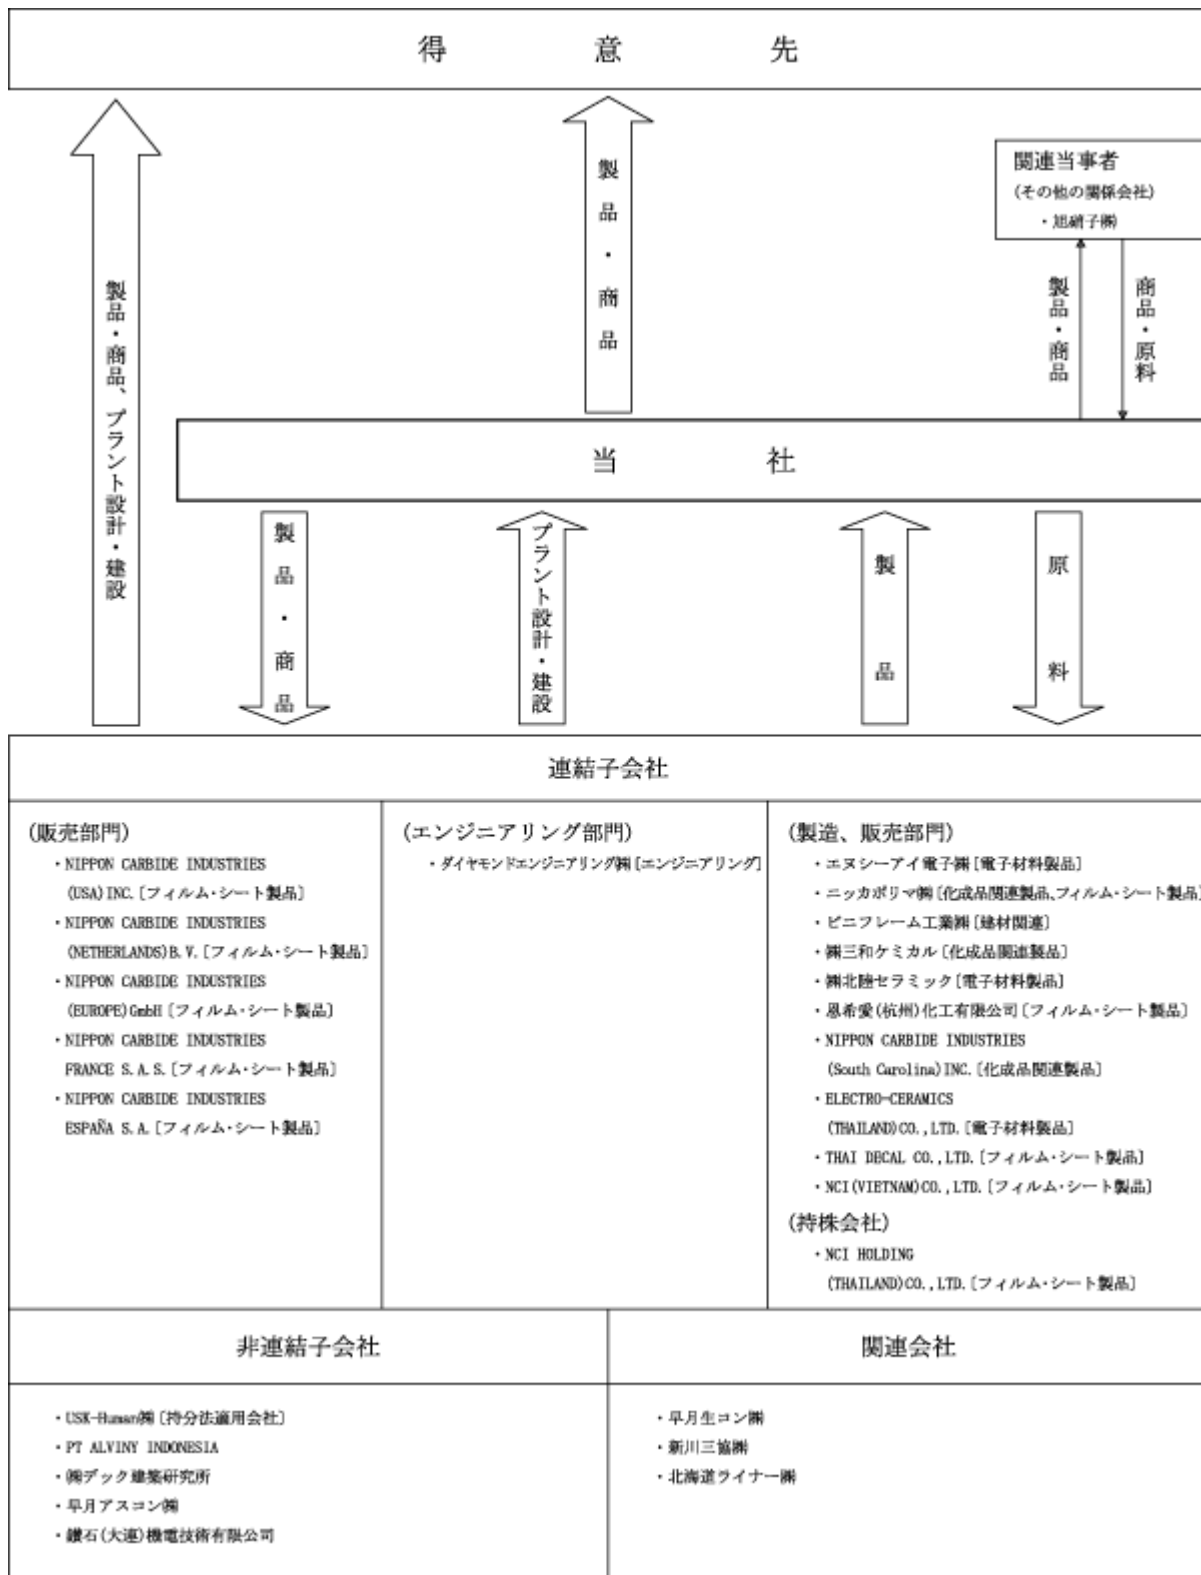 得意先
関連当事者
(その他の関係会社)
・旭硝子㈱
製品・商品
製品・商品、プラント設計・建設
製品・商品
商品・原料
当社
製品・商品
プラント設計・建設
製品
原料
連結子会社
(販売部門)
・NIPPON CARBIDE INDUSTRIES
(USA)INC.[フィルム・シート製品]
・NIPPON CARBIDE INDUSTRIES
(NETHERLANDS)B.V.[フィルム・シート製品]
・NIPPON CARBIDE INDUSTRIES
(EUROPE)GmbH[フィルム・シート製品]
・NIPPON CARBIDE INDUSTRIES
FRANCE S.A.S.[フィルム・シート製品]
・NIPPON CARBIDE INDUSTRIES
ESPAÑA S.A.[フィルム・シート製品]
(エンジニアリング部門)
・ダイヤモンドエンジニアリング㈱[エンジニアリング]
(製造、販売部門)
・エヌシーアイ電子㈱[電子材料製品]
・ニッカポリマ㈱[化成品関連製品、フィルム・シート製品]
・ビニフレーム工業㈱[建材関連]
・㈱三和ケミカル[化成品関連製品]
・㈱北陸セラミック[電子材料製品]
・恩希愛(杭州)化工有限公司[フィルム・シート製品]
・NIPPON CARBIDE INDUSTRIES
(South Carolina)INC.[化成品関連製品]
・ELECTRO-CERAMICS
(THAILAND)CO.,LTD.[電子材料製品]
・THAI DECAL CO.,LTD.[フィルム・シート製品]
・NCI(VIETNAM)CO.,LTD.[フィルム・シート製品]
(持株会社)
・NCI HOLDING
(THAILAND)CO.,LTD.[フィルム・シート製品]
非連結子会社
・USK-Human㈱[持分法適用会社]
・PT ALVINY INDONESIA
・㈱デック建築研究所
・早月アスコン㈱
・鑽石(大連)機電技術有限公司
関連会社
・早月生コン㈱
・新川三協㈱
・北海道ライナー㈱